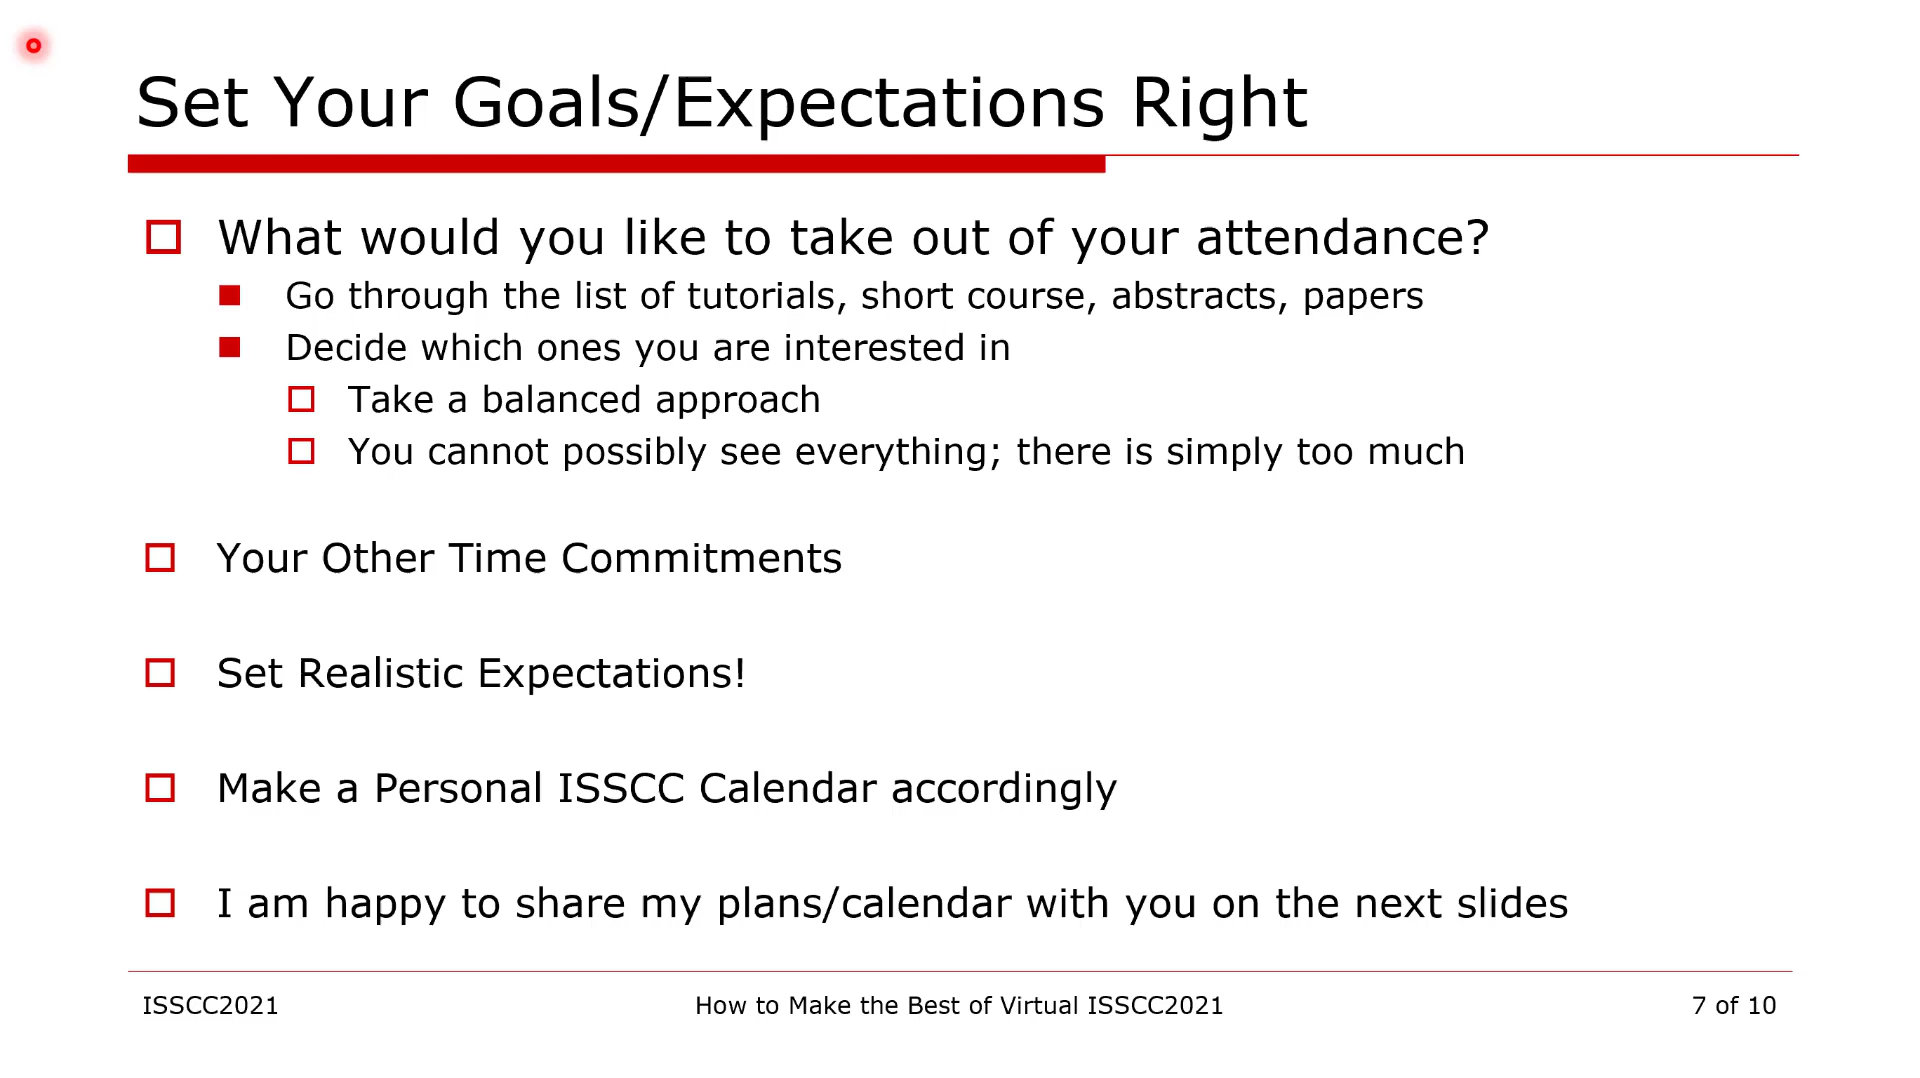 Set Your Goals/Expectations Right
What would you like to take out of your attendance?
Go through the list of tutorials, short course, abstracts, papers
Decide which ones you are interested in
Take a balanced approach
You cannot possibly see everything; there is simply too much
Your Other Time Commitments
Set Realistic Expectations!
Make a Personal ISSCC Calendar accordingly
I am happy to share my plans/calendar with you on the next slides
ISSCC2021
How to Make the Best of Virtual ISSCC2021
7 of 10